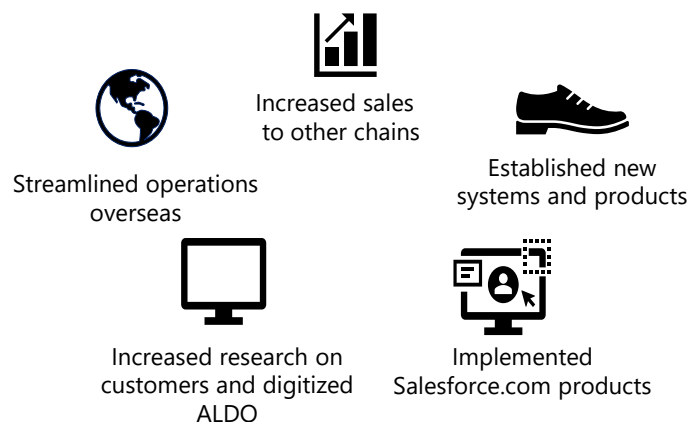 Increased sales
to other chains
Streamlined operations
overseas
Established new
systems and products
Increased research on
customers and digitized
ALDO
Implemented
Salesforce.com products